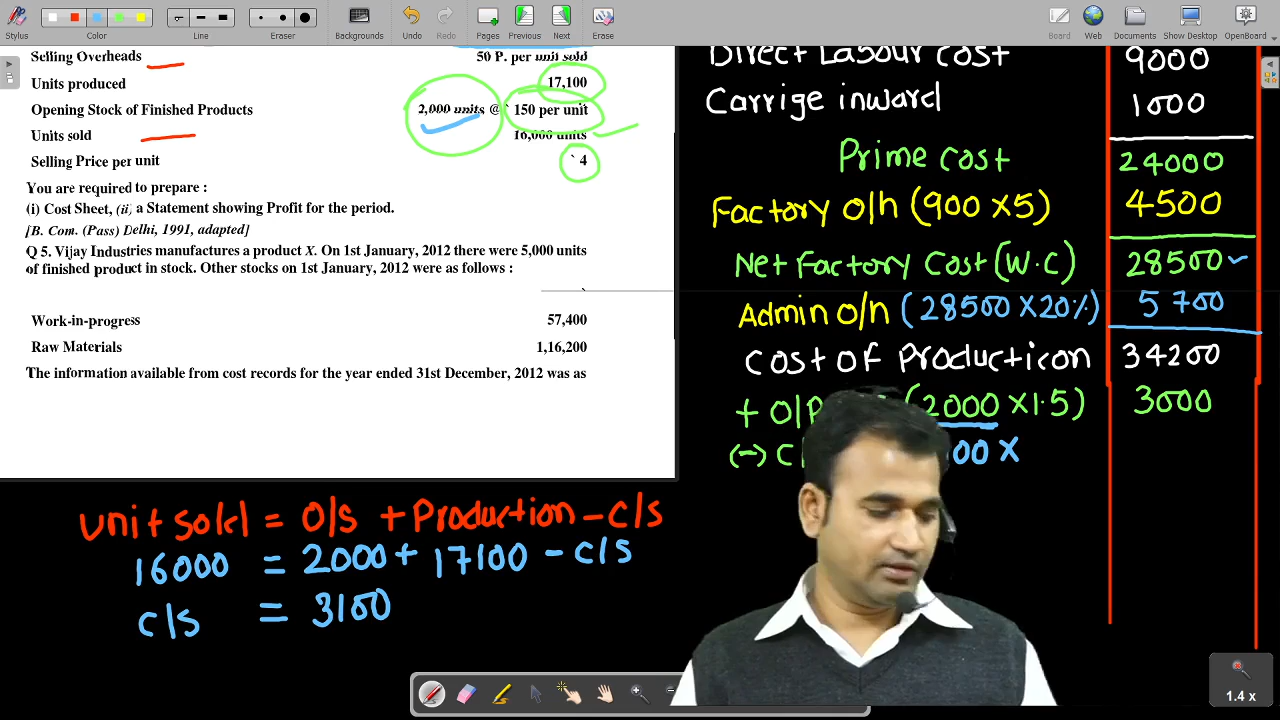 Stylus
Color
Eraser
Backgrounds
Undo
Redo
Pages
Previous
Next
Erase
Board
Web
Documents
Show Desktop
OpenBoard
Selling Overheads 50 P. per unit sold
Units produced 17,100
Opening Stock of Finished Products 2,000 units @ ` 150 per unit
Units sold 16,000 units
Selling Price per unit ` 4
You are required to prepare :
(i) Cost Sheet, (ii) a Statement showing Profit for the period.
[B. Com. (Pass) Delhi, 1991, adapted]
Q 5. Vijay Industries manufactures a product X. On 1st January, 2012 there were 5,000 units
of finished product in stock. Other stocks on 1st January, 2012 were as follows :
`
Work-in-progress 57,400
Raw Materials 1,16,200
The information available from cost records for the year ended 31st December, 2012 was as
Direct Labour cost 9000
Carrige inward 1000
Prime cost 24000
Factory o/h (900 X5) 4500
Net Factory Cost (W.C) 28500
Admin o/h (28500 X20%) 5700
Cost of Producticon 34200
+ O/ (2000 X1.5) 3000
(-) C 00 X
unit sold = O/S + Production - C/S
16000 = 2000 + 17100 - C/S
C/S = 3100
1.4 x